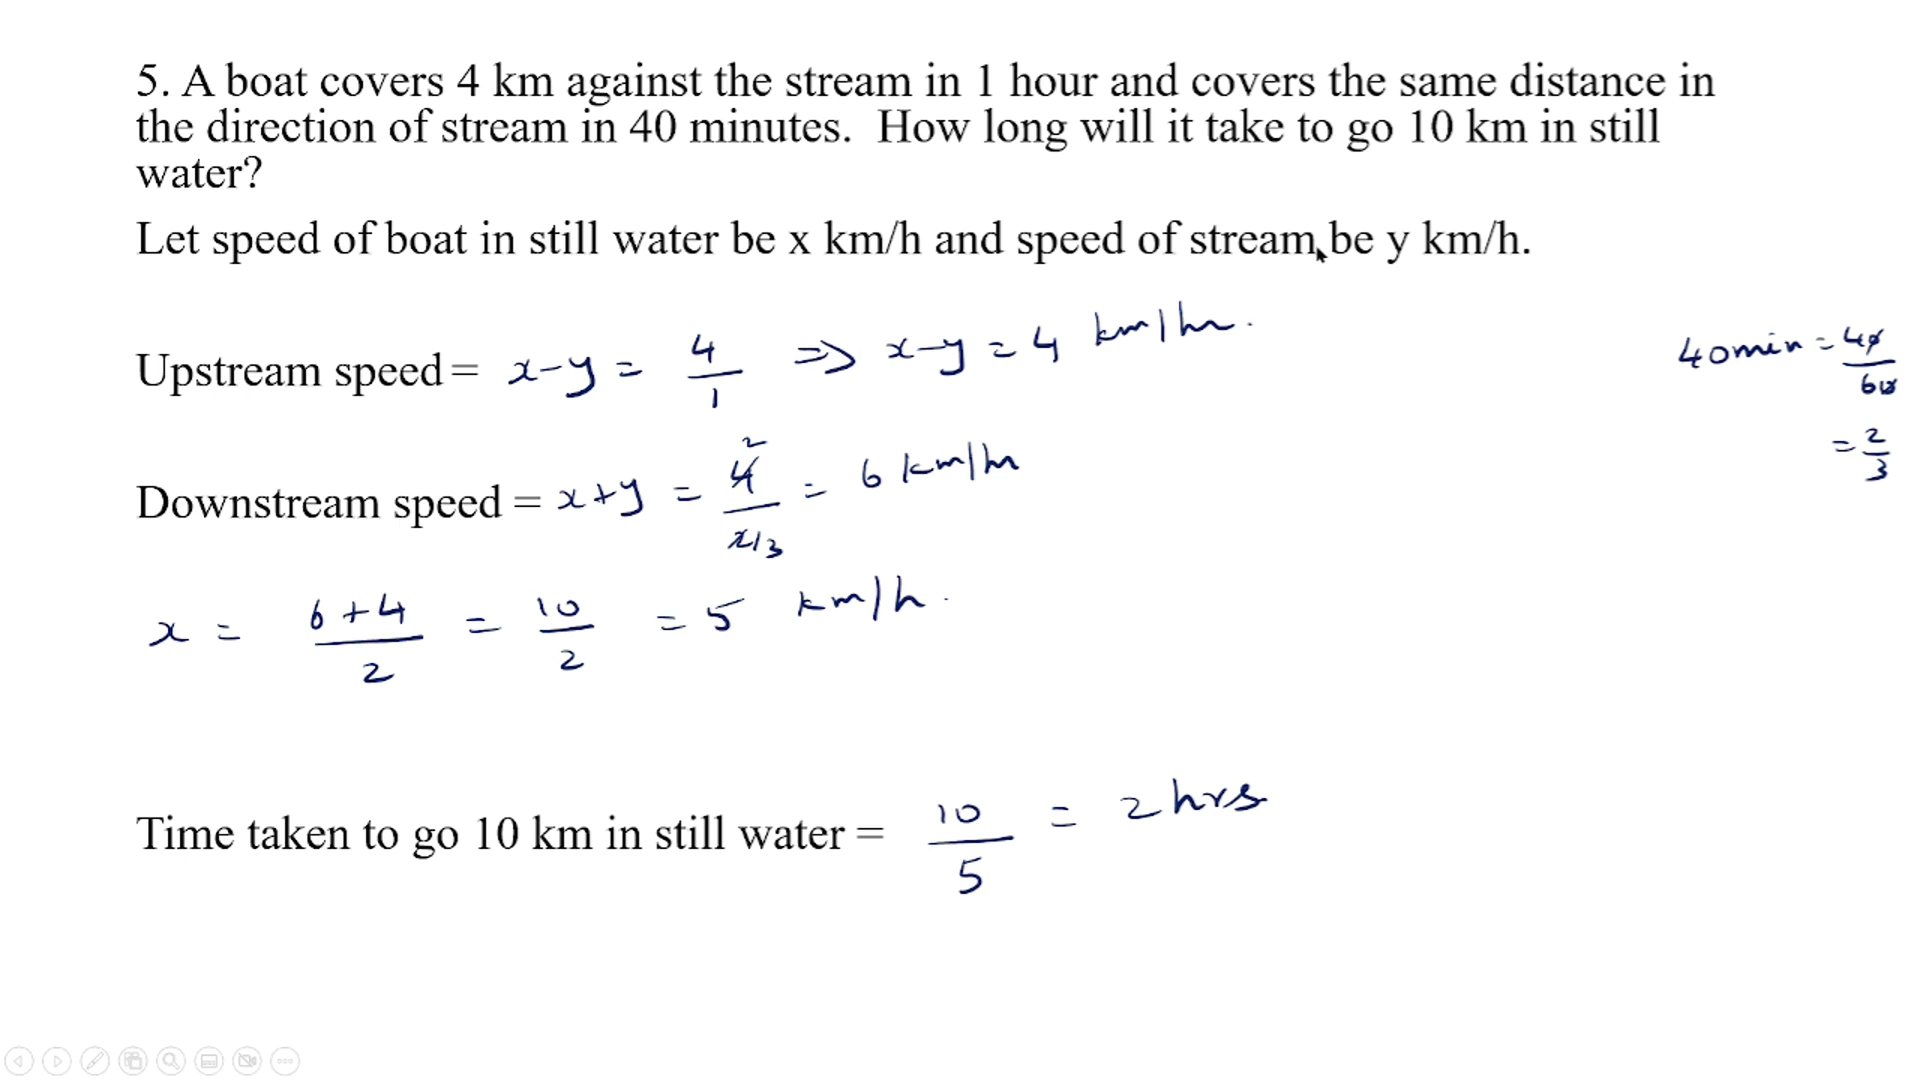 5. A boat covers 4 km against the stream in 1 hour and covers the same distance in
the direction of stream in 40 minutes.  How long will it take to go 10 km in still
water?
Let speed of boat in still water be x km/h and speed of stream be y km/h.
Upstream speed = x-y = 4/1 => x-y = 4 km/hr.
40min = 40/60
= 2/3
Downstream speed = x+y = 4/2/3 = 6 km/hr
2
x = 6+4/2 = 10/2 = 5 km/h.
Time taken to go 10 km in still water = 10/5 = 2 hrs